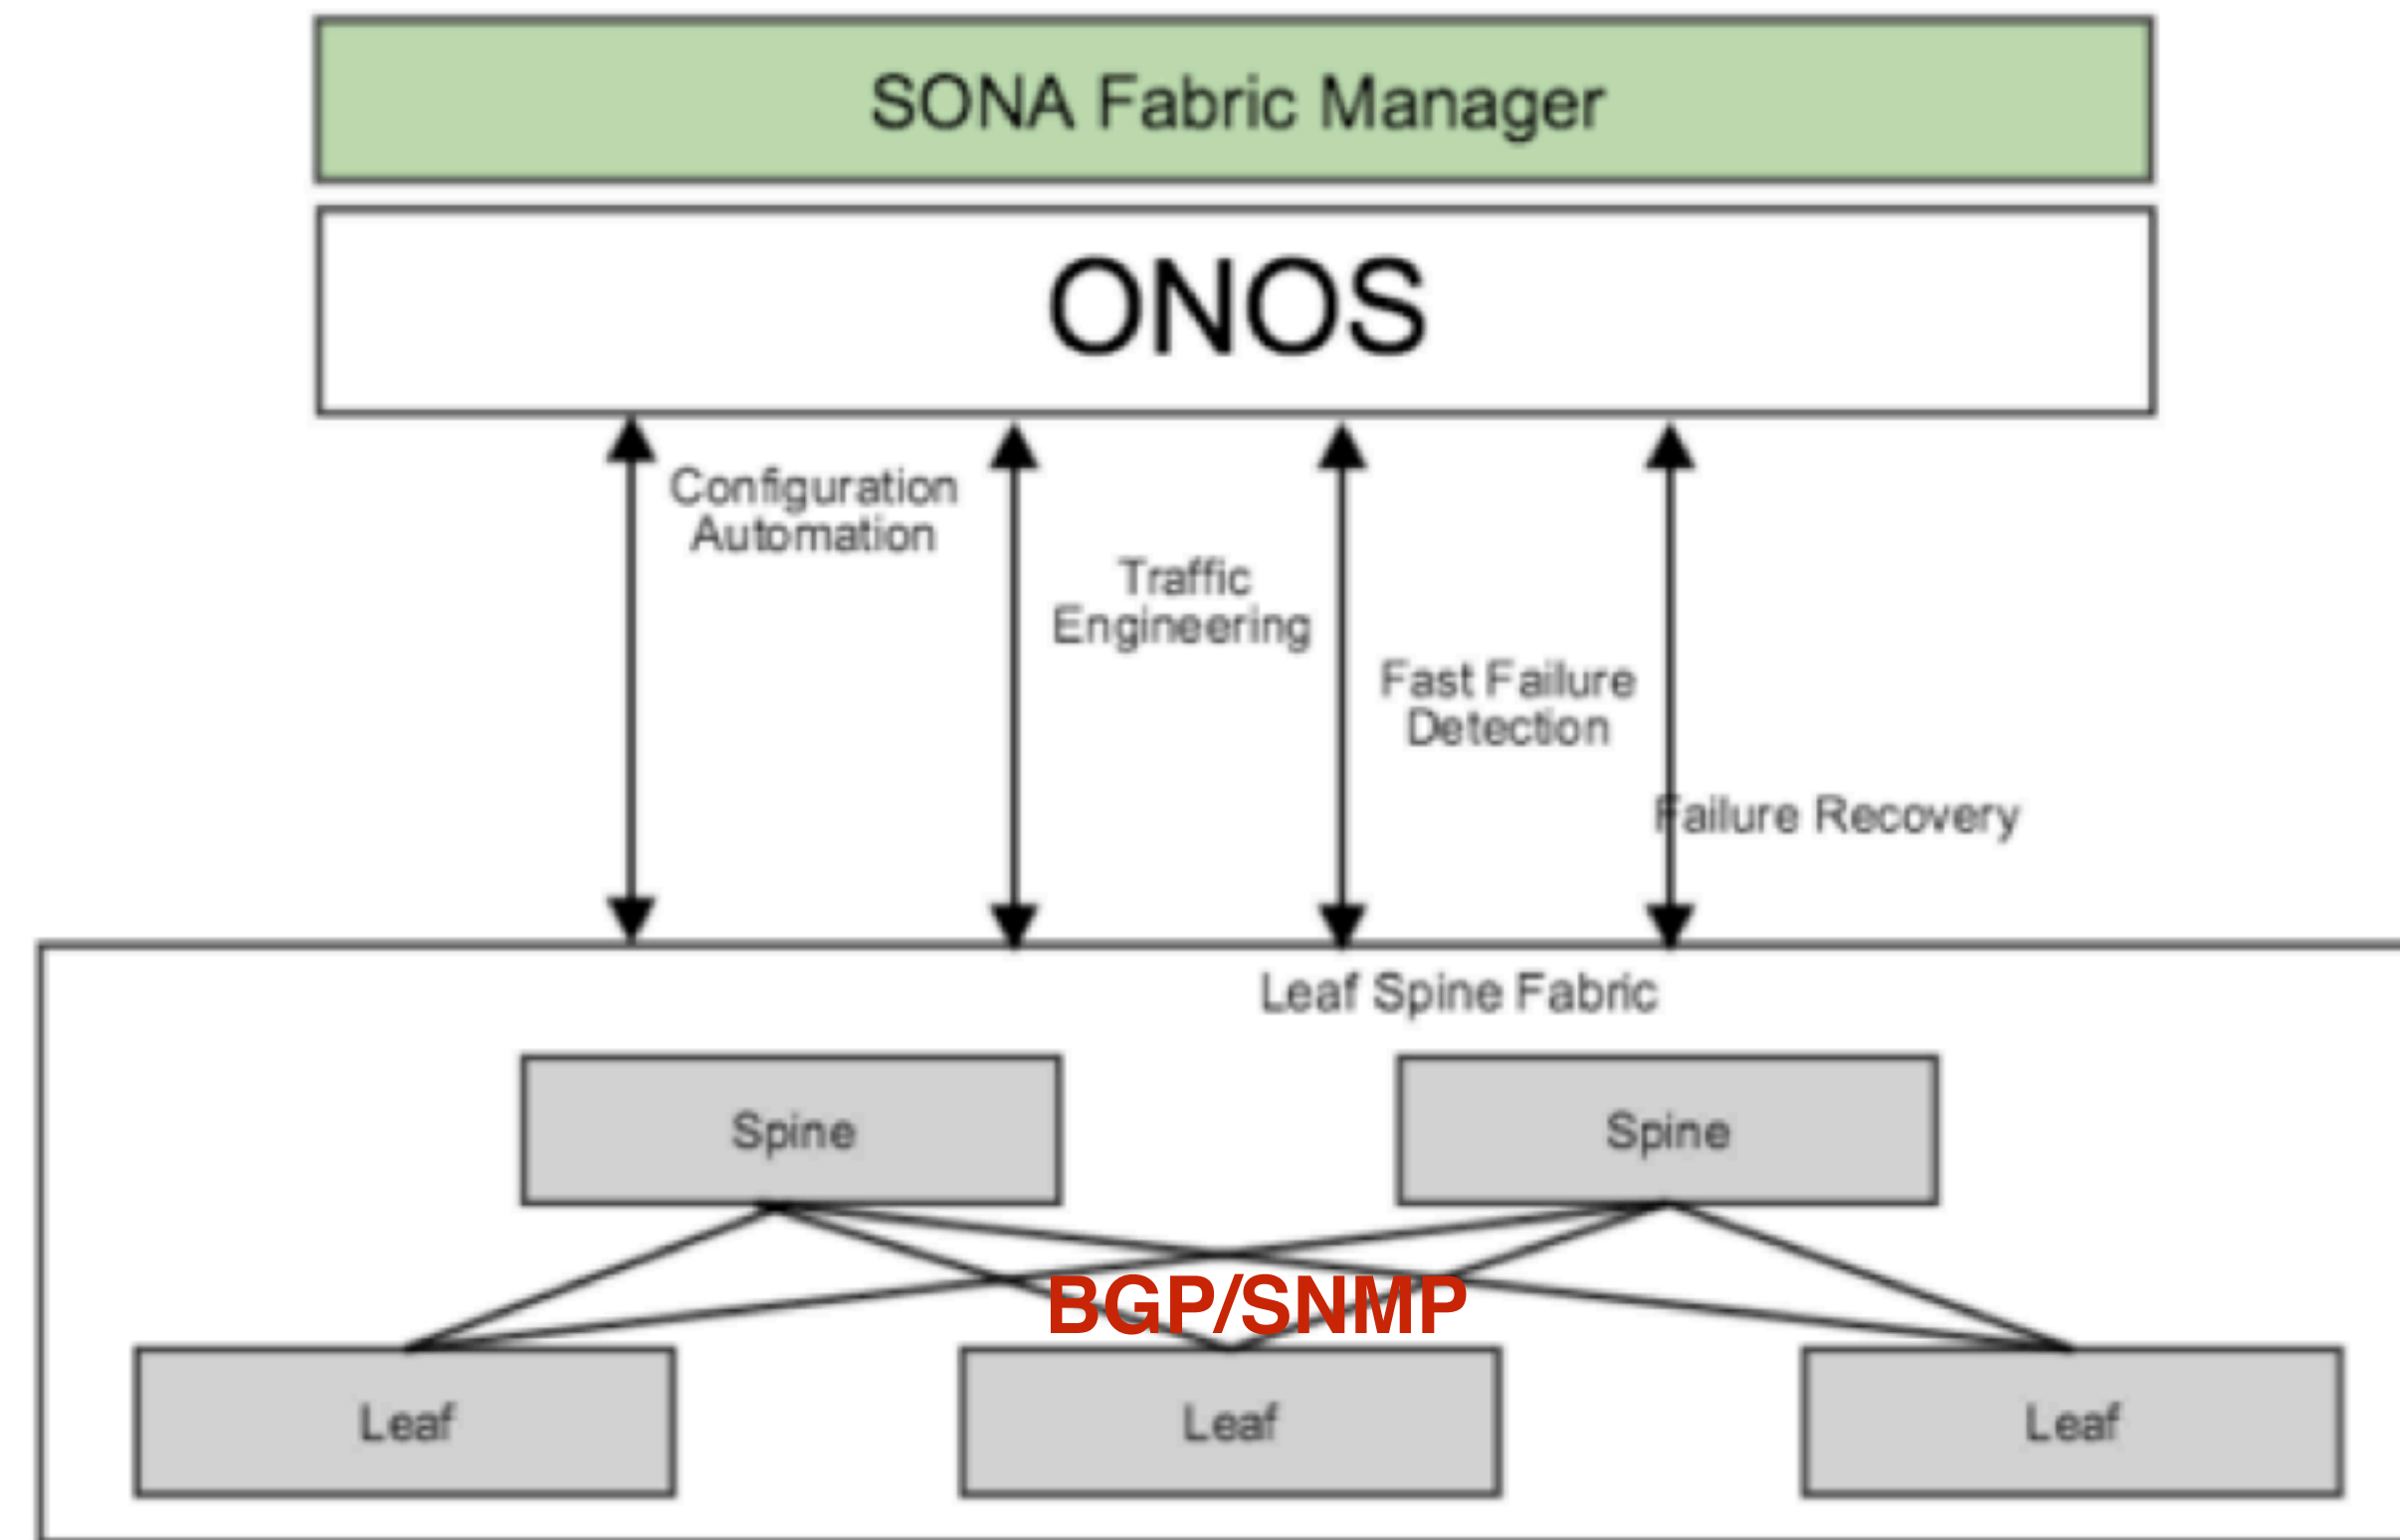 SONA Fabric Manager
ONOS
Configuration
Automation
Traffic
Engineering
Fast Failure
Detection
Failure Recovery
Leaf Spine Fabric
Spine
Spine
BGP/SNMP
Leaf
Leaf
Leaf